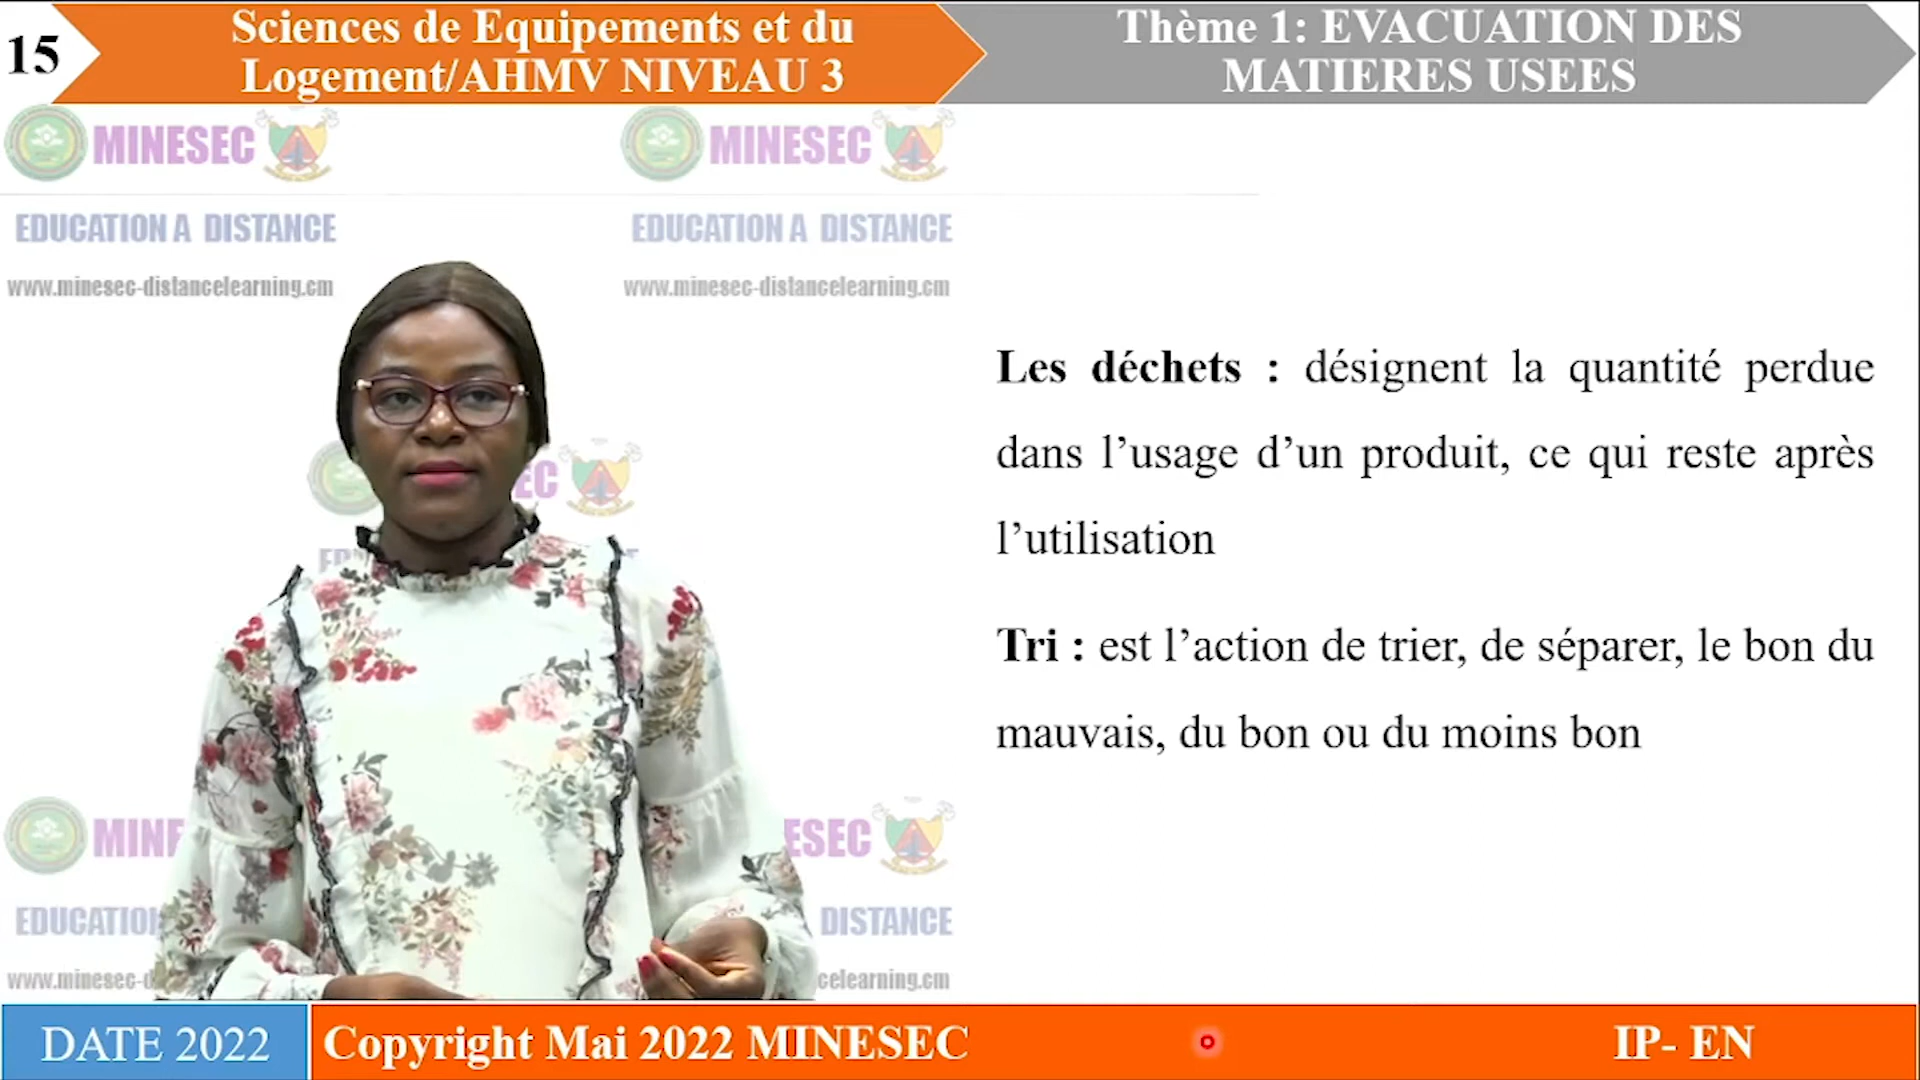 15
Sciences de Equipements et du
Logement/AHMV NIVEAU 3
Thème 1: EVACUATION DES
MATIERES USEES
MINESEC
MINESEC
EDUCATION A DISTANCE
EDUCATION A DISTANCE
www.minesec-distancelearning.cm
www.minesec-distancelearning.cm
Les déchets : désignent la quantité perdue
dans l’usage d’un produit, ce qui reste après
l’utilisation
Tri : est l’action de trier, de séparer, le bon du
mauvais, du bon ou du moins bon
DISTANCE
DATE 2022
Copyright Mai 2022 MINESEC
IP- EN